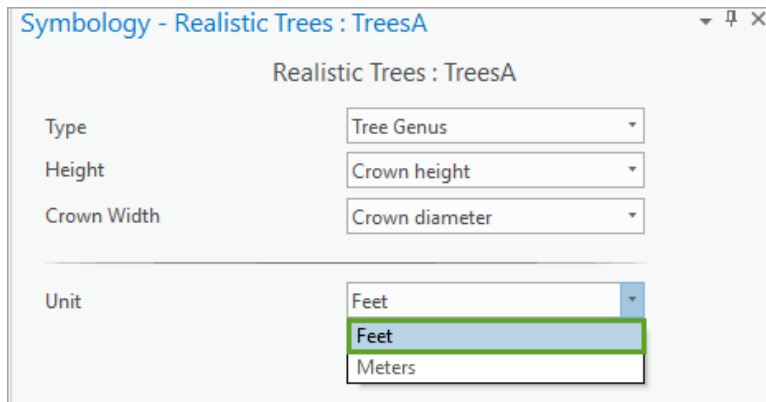 Symbology - Realistic Trees : TreesA
Realistic Trees : TreesA
Type Tree Genus
Height Crown height
Crown Width Crown diameter
Unit Feet
Feet
Meters